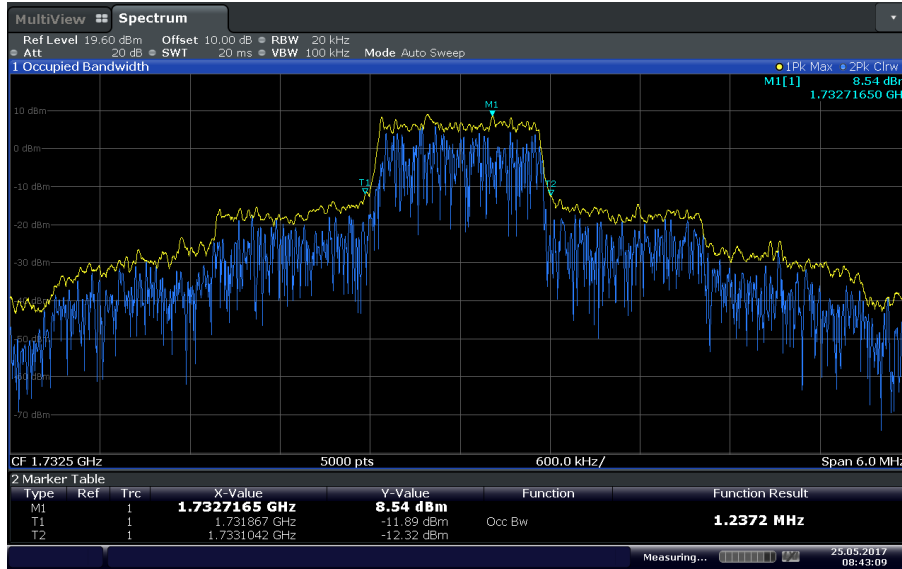 MultiView Spectrum
Ref Level 19.60 dBm Offset 10.00 dB RBW 20 kHz
Att 20 dB SWT 20 ms VBW 100 kHz Mode Auto Sweep
1 Occupied Bandwidth 1Pk Max 2Pk Clrw
M1[1] 8.54 dBm
1.73271650 GH
10 dBm
M1
0 dBm
-10 dBm
T1
T2
-20 dBm
-30 dBm
-70 dBm
CF 1.7325 GHz 5000 pts 600.0 kHz/ Span 6.0 MHz
2 Marker Table
Type Ref Trc X-Value Y-Value Function Function Result
M1 1 1.7327165 GHz 8.54 dBm
T1 1 1.731867 GHz -11.89 dBm Occ Bw 1.2372 MHz
T2 1 1.7331042 GHz -12.32 dBm
Measuring... 25.05.2017
08:43:09